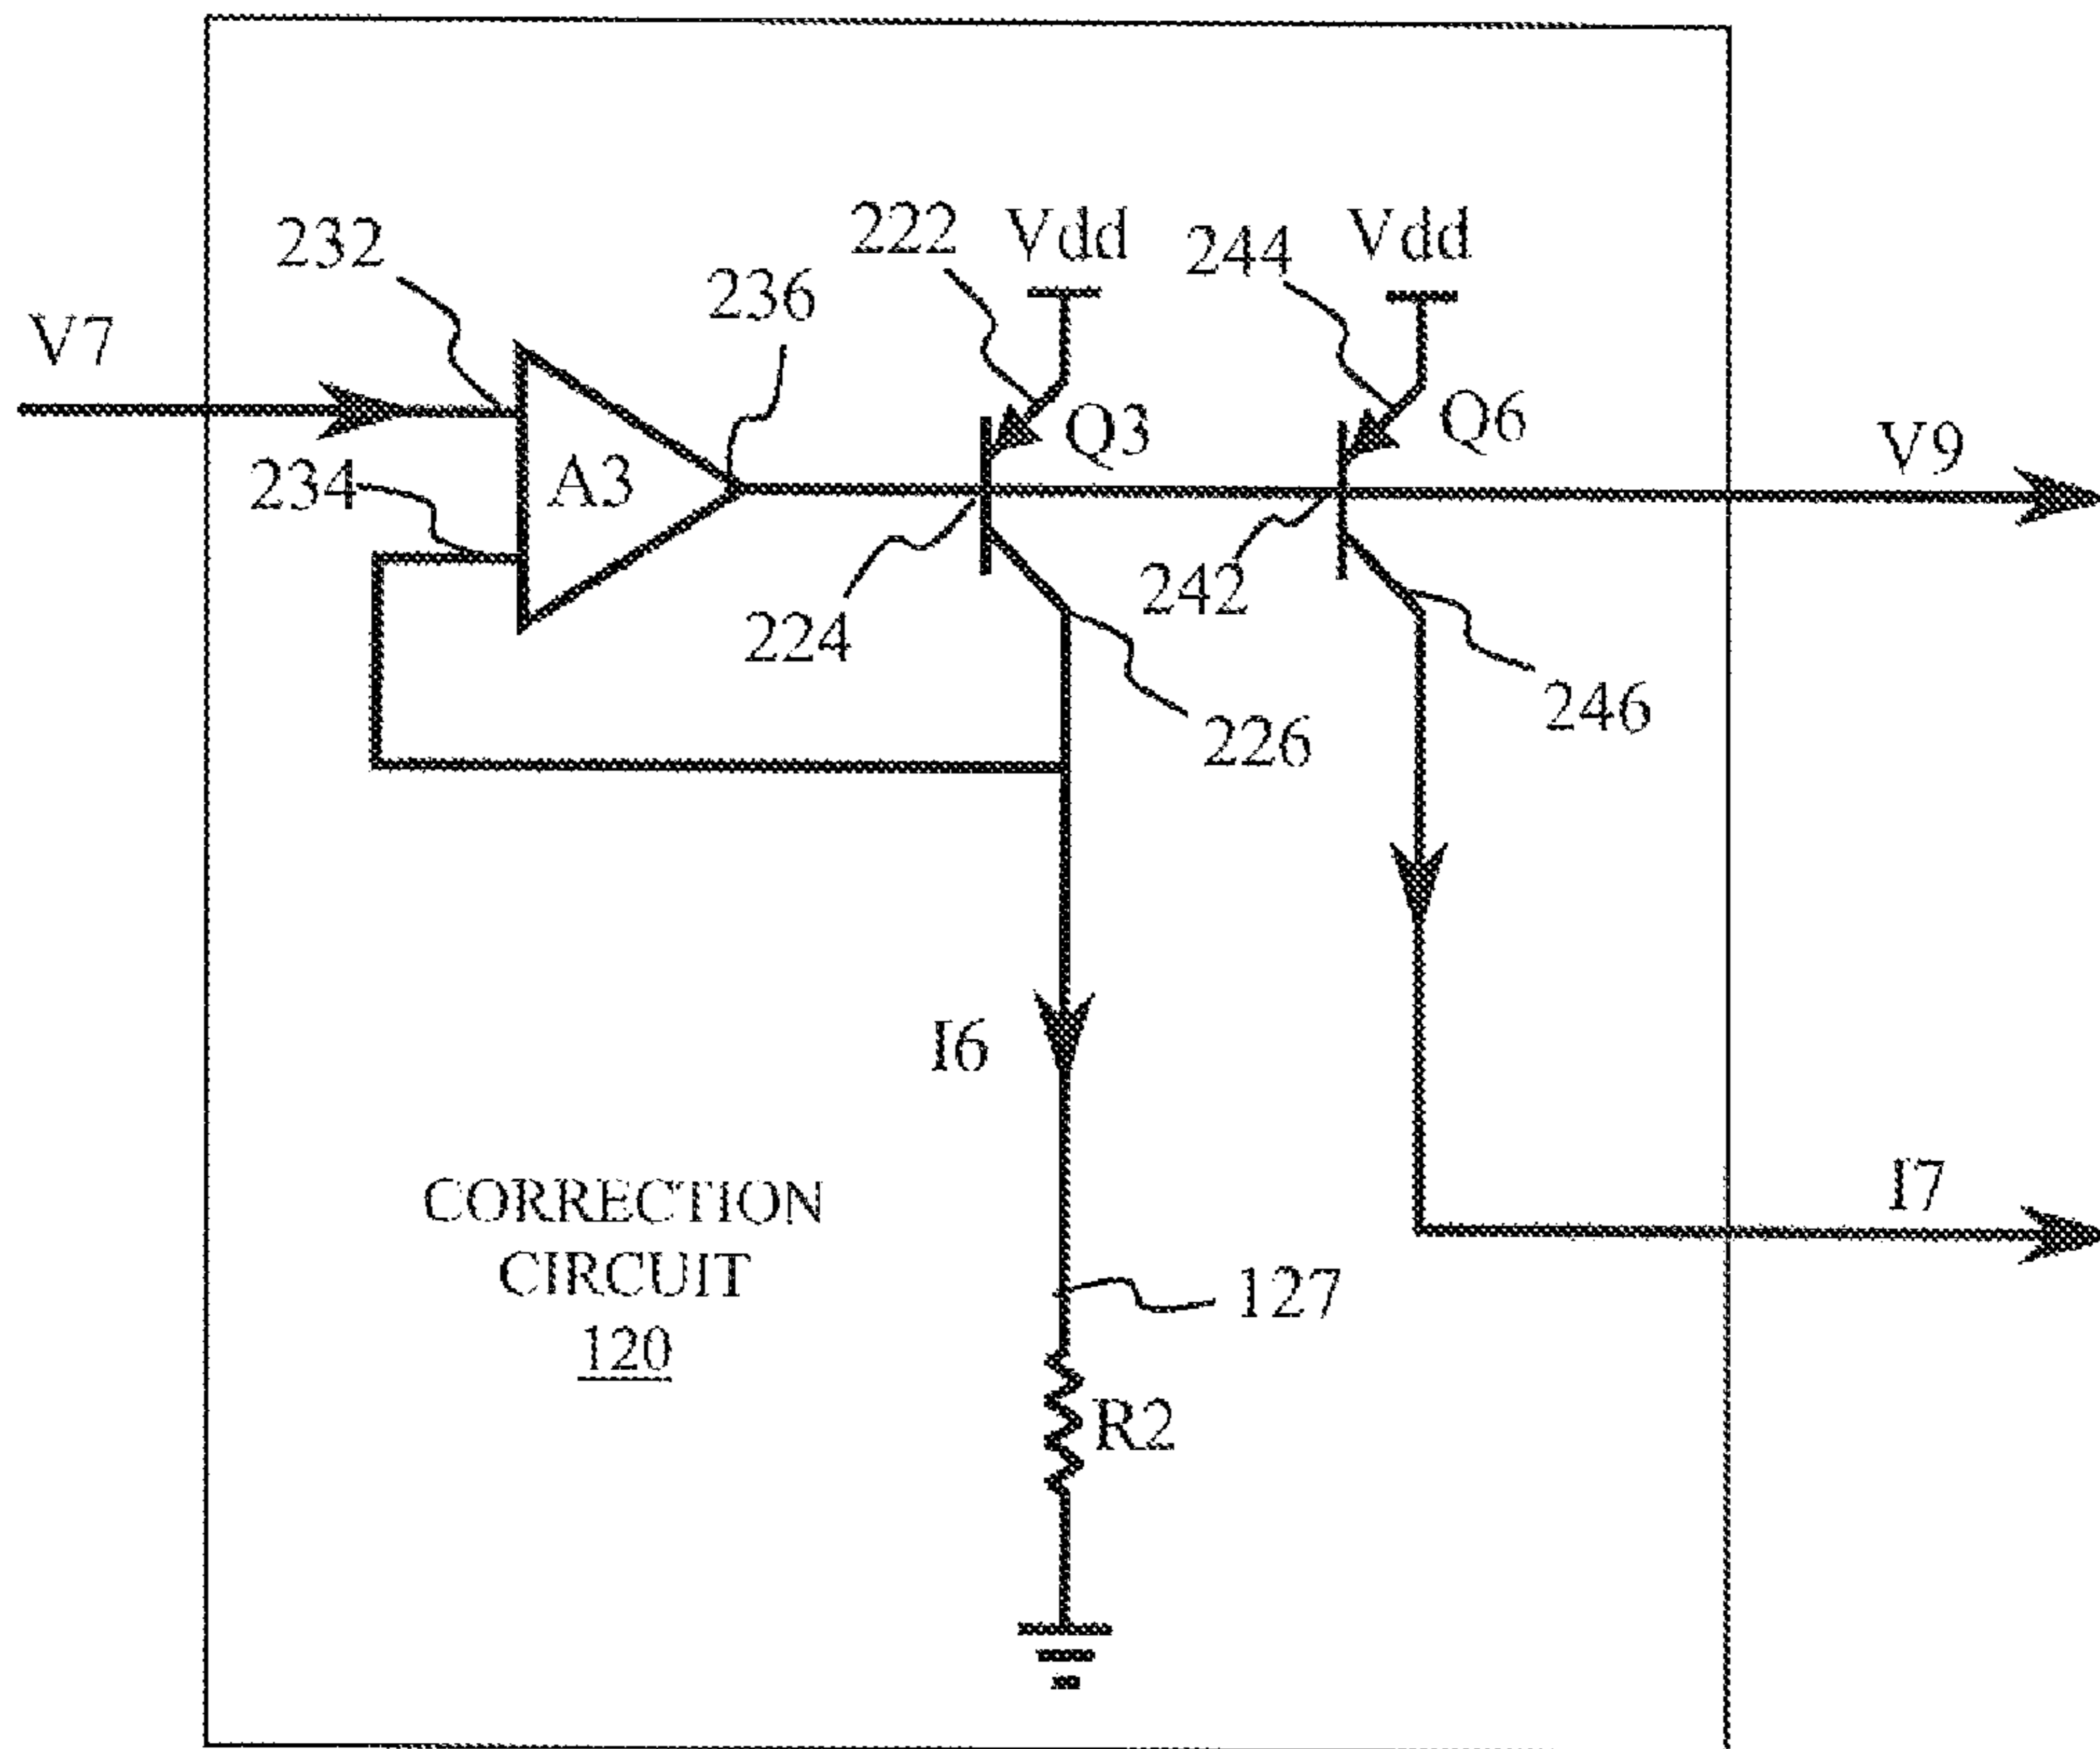 222 Vdd 244 Vdd
232
236
V7
Q3
Q6
V9
234
A3
224
242
226
246
I6
CORRECTION
CIRCUIT
120
I7
127
R2